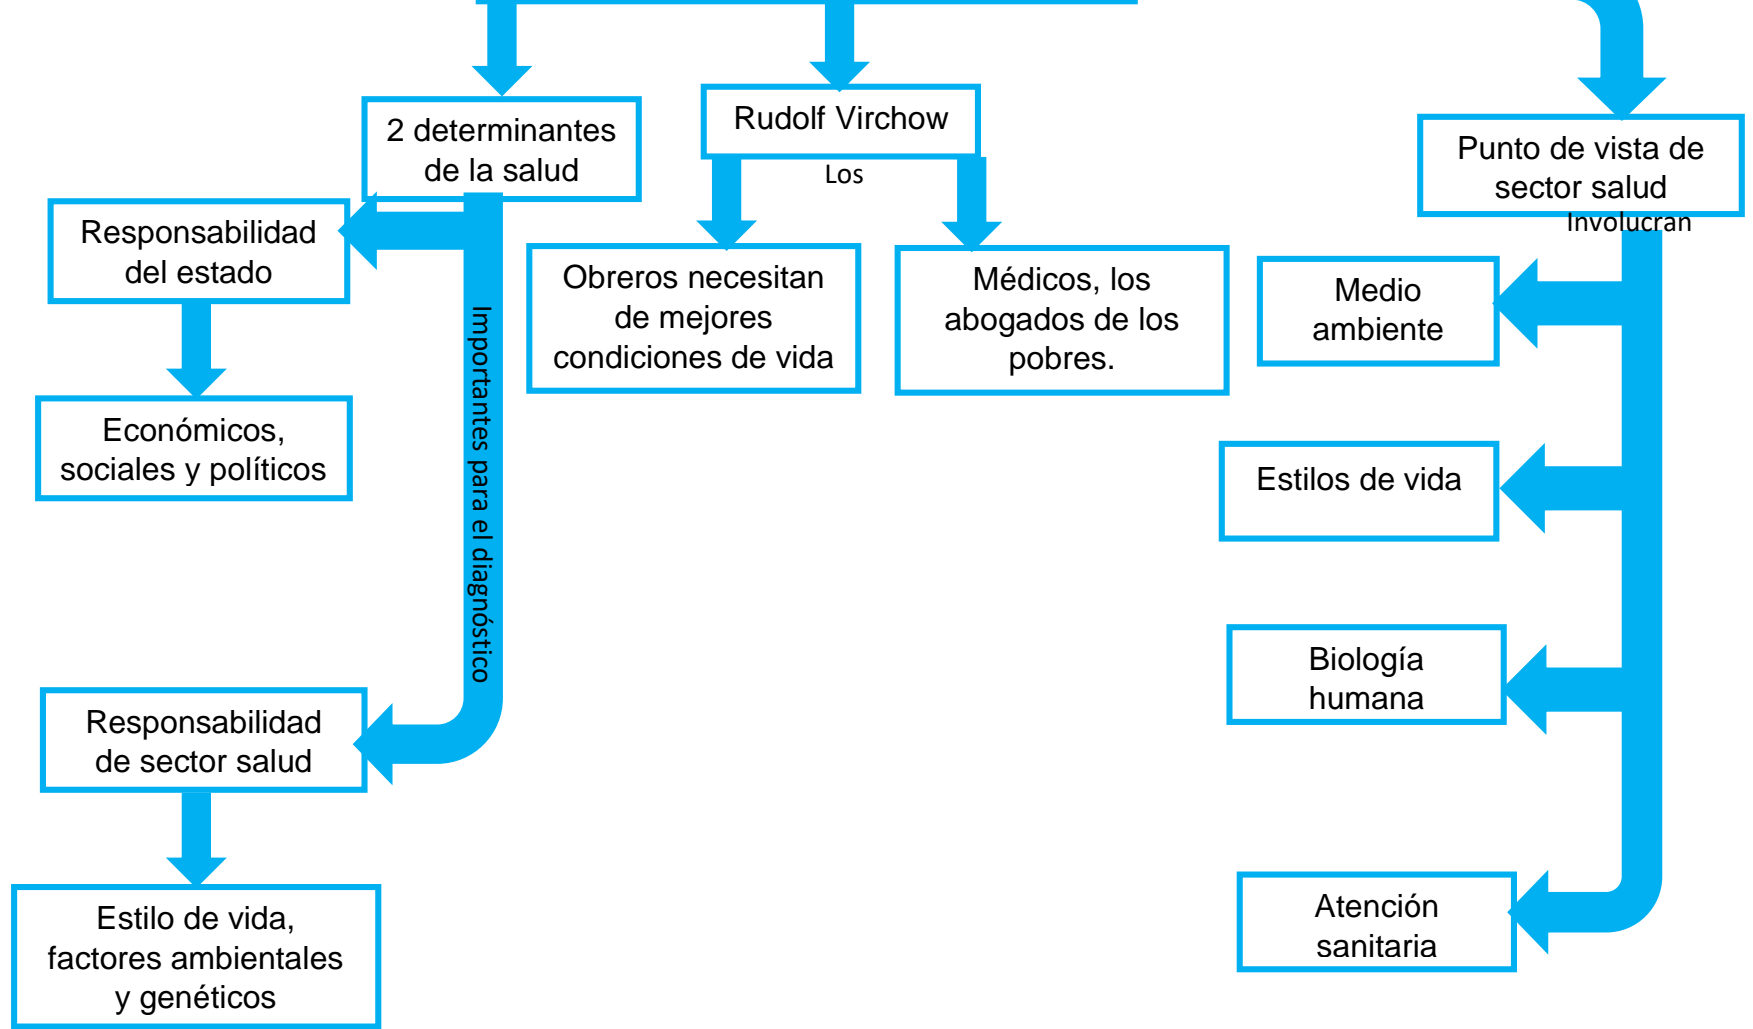 2 determinantes
de la salud
Rudolf Virchow
Los
Punto de vista de
sector salud
Involucran
Responsabilidad
del estado
Obreros necesitan
de mejores
condiciones de vida
Médicos, los
abogados de los
pobres.
Medio
ambiente
Importantes para el diagnóstico
Económicos,
sociales y políticos
Estilos de vida
Biología
humana
Responsabilidad
de sector salud
Estilo de vida,
factores ambientales
y genéticos
Atención
sanitaria